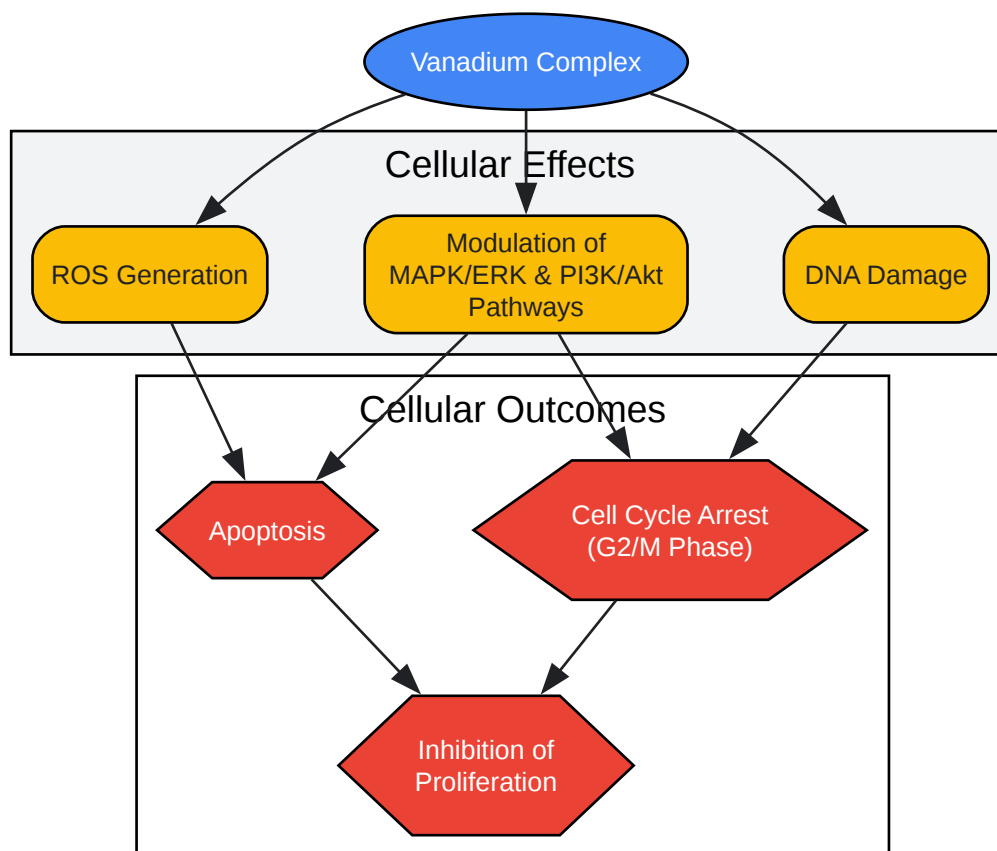 Vanadium Complex
Cellular Effects
ROS Generation
Modulation of
MAPK/ERK & PI3K/Akt
Pathways
DNA Damage
Cellular Outcomes
Apoptosis
Cell Cycle Arrest
(G2/M Phase)
Inhibition of
Proliferation